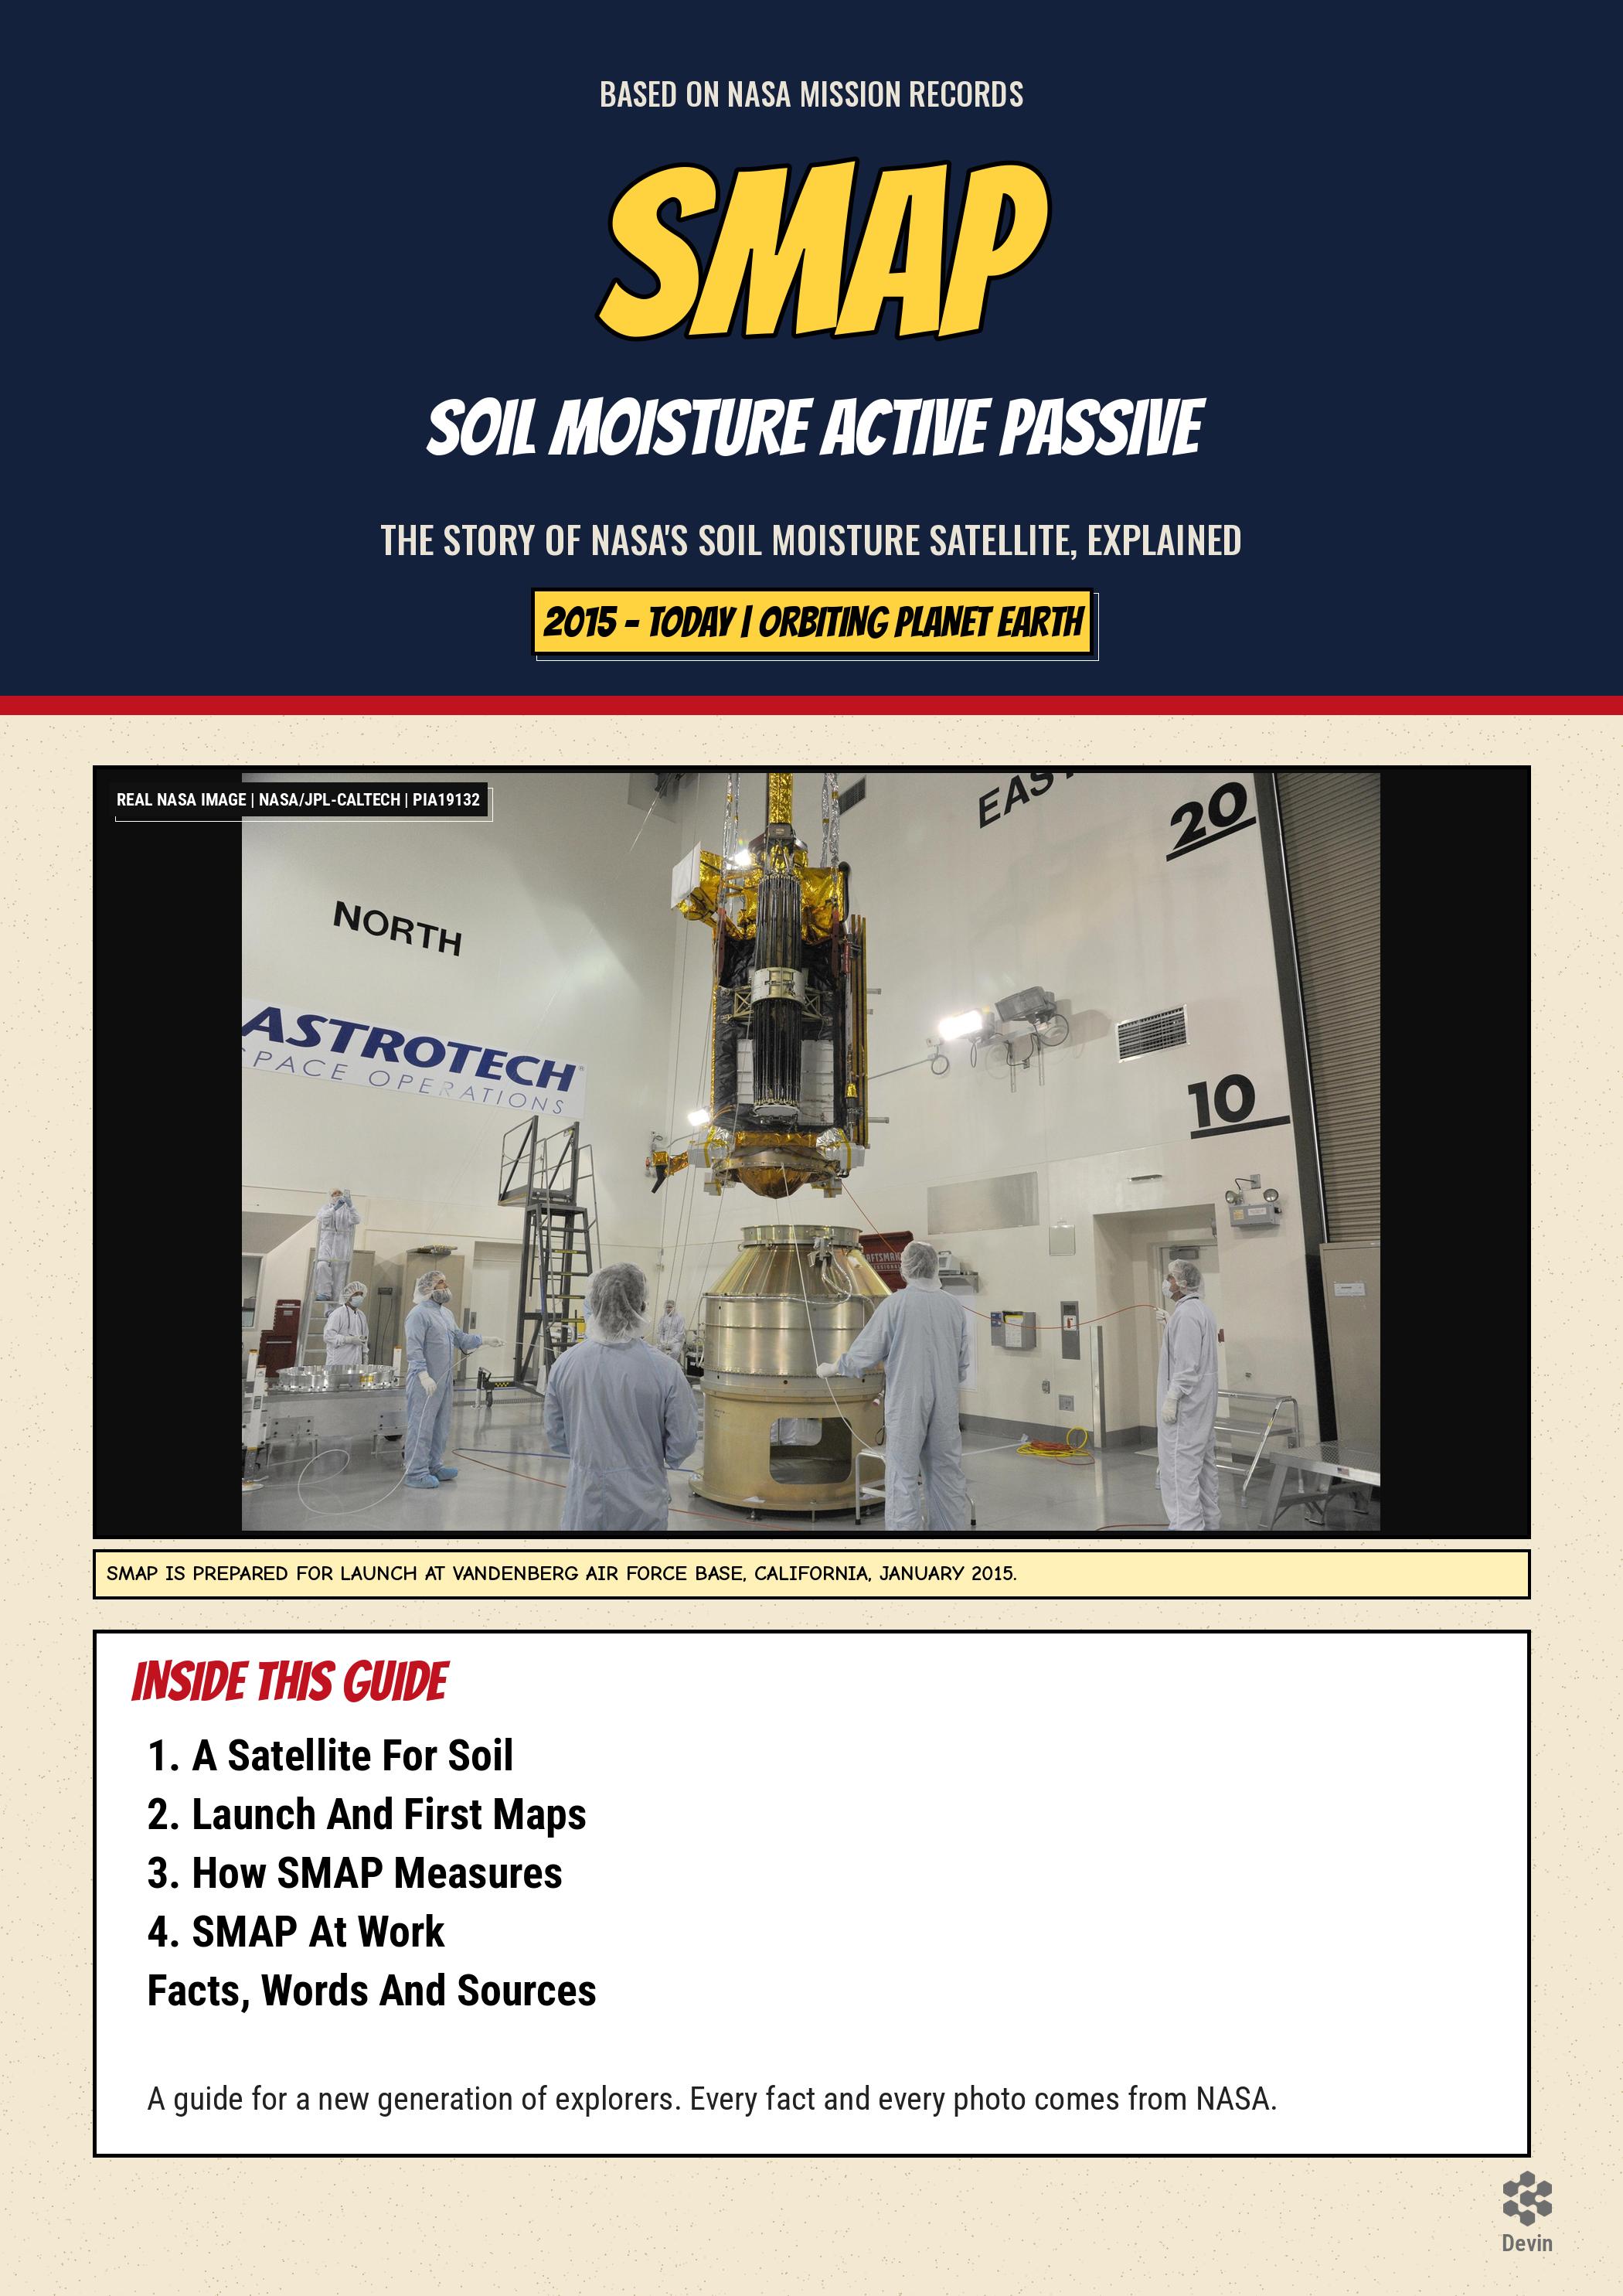 BASED ON NASA MISSION RECORDS
SMAP
SOIL MOISTURE ACTIVE PASSIVE
THE STORY OF NASA'S SOIL MOISTURE SATELLITE, EXPLAINED
2015 - TODAY | ORBITING PLANET EARTH
REAL NASA IMAGE | NASA/JPL-CALTECH | PIA19132
EAST
20
NORTH
ASTROTECH
SPACE OPERATIONS
10
SMAP IS PREPARED FOR LAUNCH AT VANDENBERG AIR FORCE BASE, CALIFORNIA, JANUARY 2015.
INSIDE THIS GUIDE
1. A Satellite For Soil
2. Launch And First Maps
3. How SMAP Measures
4. SMAP At Work
Facts, Words And Sources
A guide for a new generation of explorers. Every fact and every photo comes from NASA.
Devin